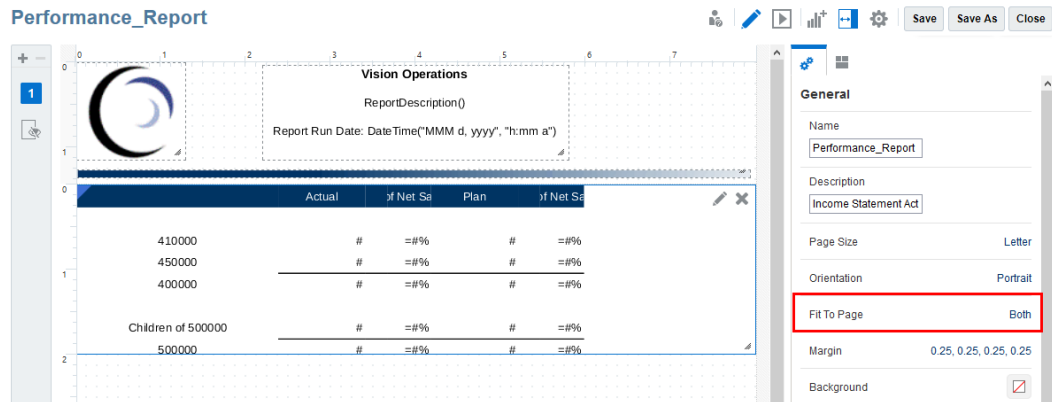 Performance_Report
Save
Save As
Close
+ −
0 1 2 3 4 5 6 7
0
1
1
Vision Operations
ReportDescription()
Report Run Date: DateTime("MMM d, yyyy", "h:mm a")
0
1
2
Actual of Net Sa Plan of Net Sa
410000 # =#% # =#%
450000 # =#% # =#%
400000 # =#% # =#%
Children of 500000 # =#% # =#%
500000 # =#% # =#%
General
Name
Performance_Report
Description
Income Statement Act
Page Size Letter
Orientation Portrait
Fit To Page Both
Margin 0.25, 0.25, 0.25, 0.25
Background